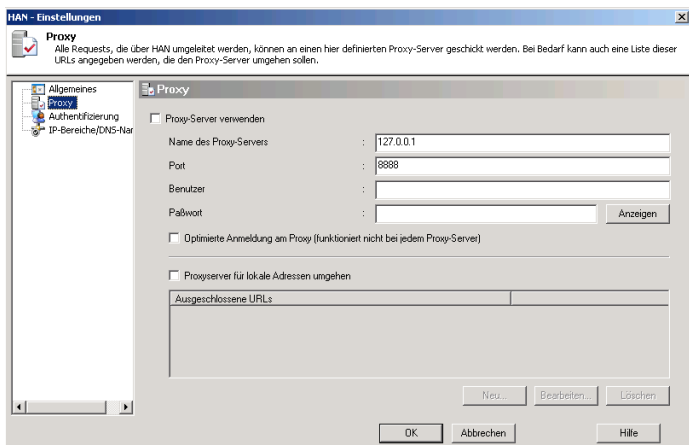 HAN - Einstellungen
Proxy
Alle Requests, die über HAN umgeleitet werden, können an einen hier definierten Proxy-Server geschickt werden. Bei Bedarf kann auch eine Liste dieser
URLs angegeben werden, die den Proxy-Server umgehen sollen.
Allgemeines
Proxy
Authentifizierung
IP-Bereiche/DNS-Nar
Proxy
Proxy-Server verwenden
Name des Proxy-Servers : 127.0.0.1
Port : 8888
Benutzer :
Paßwort : Anzeigen
Optimierte Anmeldung am Proxy (funktioniert nicht bei jedem Proxy-Server)
Proxyserver für lokale Adressen umgehen
Ausgeschlossene URLs
Neu... Bearbeiten... Löschen
OK Abbrechen Hilfe